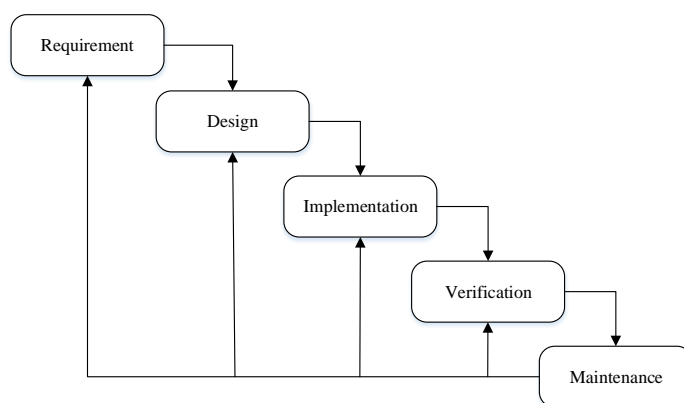 Requirement
Design
Implementation
Verification
Maintenance